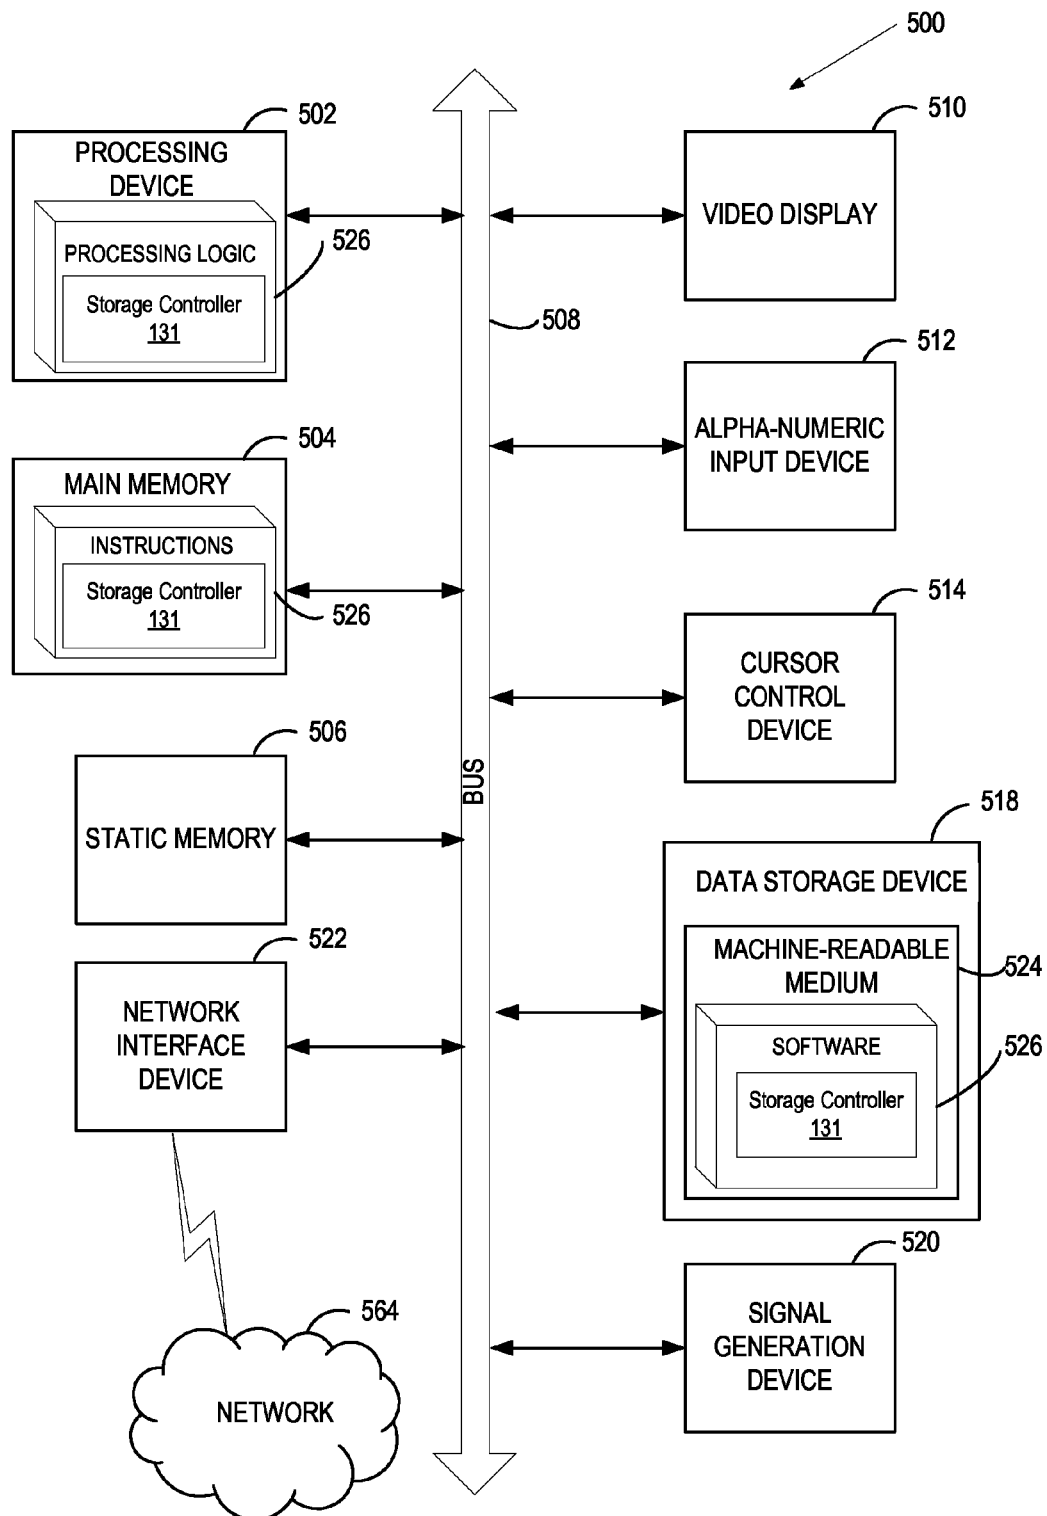 500
502
PROCESSING
DEVICE
PROCESSING LOGIC
Storage Controller
131
526
504
MAIN MEMORY
INSTRUCTIONS
Storage Controller
131
526
506
STATIC MEMORY
522
NETWORK
INTERFACE
DEVICE
564
NETWORK
508
BUS
510
VIDEO DISPLAY
512
ALPHA-NUMERIC
INPUT DEVICE
514
CURSOR
CONTROL
DEVICE
518
DATA STORAGE DEVICE
MACHINE-READABLE
MEDIUM
524
SOFTWARE
Storage Controller
131
526
520
SIGNAL
GENERATION
DEVICE